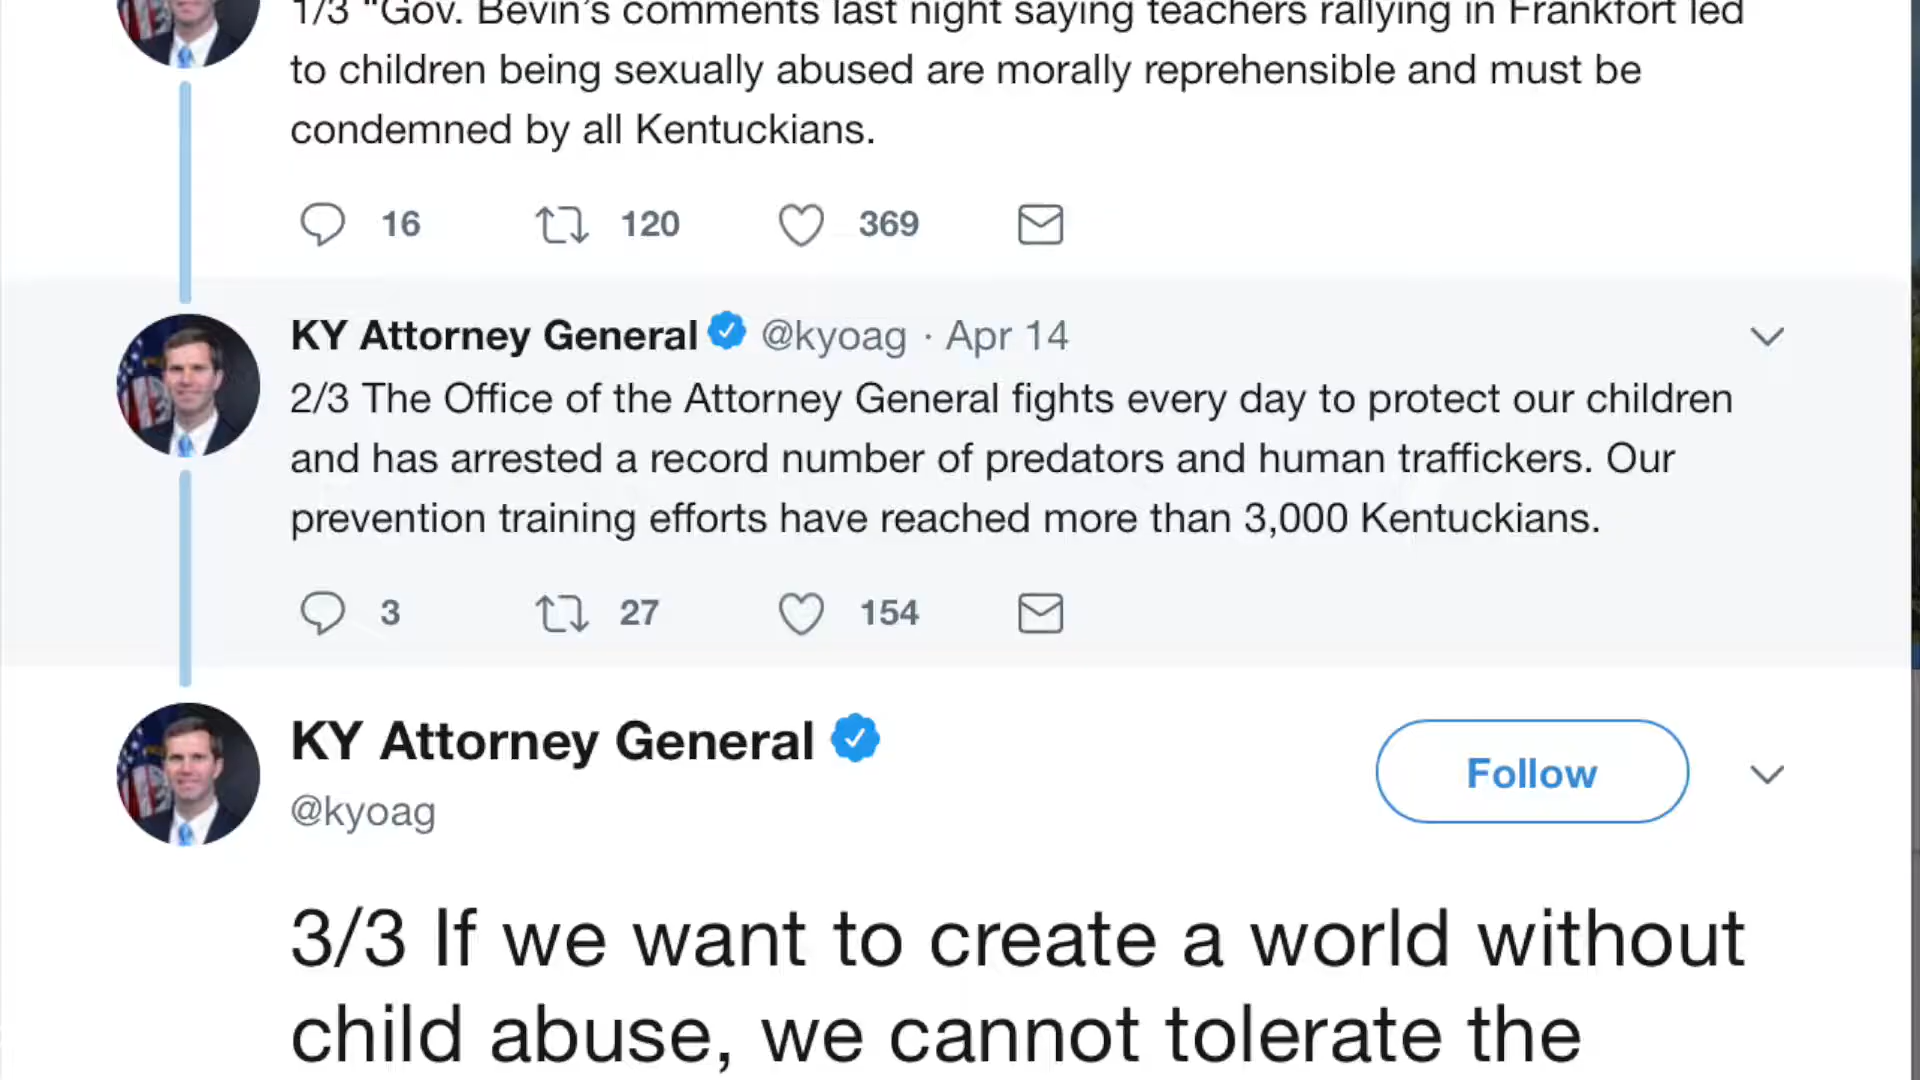 1/3 "Gov. Bevin's comments last night saying teachers rallying in Frankfort led
to children being sexually abused are morally reprehensible and must be
condemned by all Kentuckians.
16 120 369
KY Attorney General @kyoag · Apr 14
2/3 The Office of the Attorney General fights every day to protect our children
and has arrested a record number of predators and human traffickers. Our
prevention training efforts have reached more than 3,000 Kentuckians.
3 27 154
KY Attorney General
@kyoag
Follow
3/3 If we want to create a world without
child abuse, we cannot tolerate the